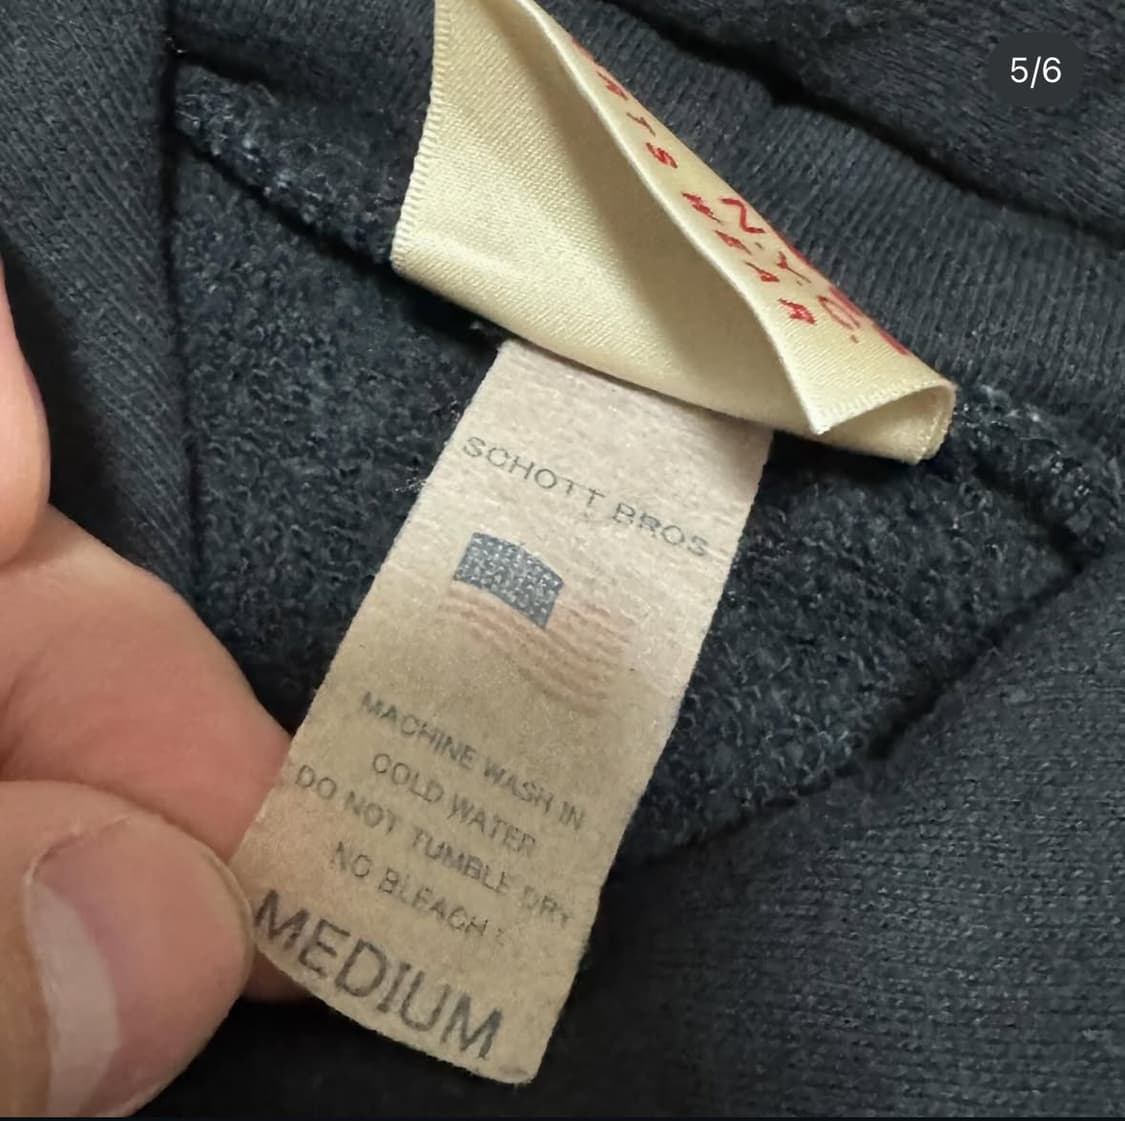 5/6
SCHOTT BROS
MACHINE WASH IN
COLD WATER
DO NOT TUMBLE DRY
NO BLEACH
MEDIUM